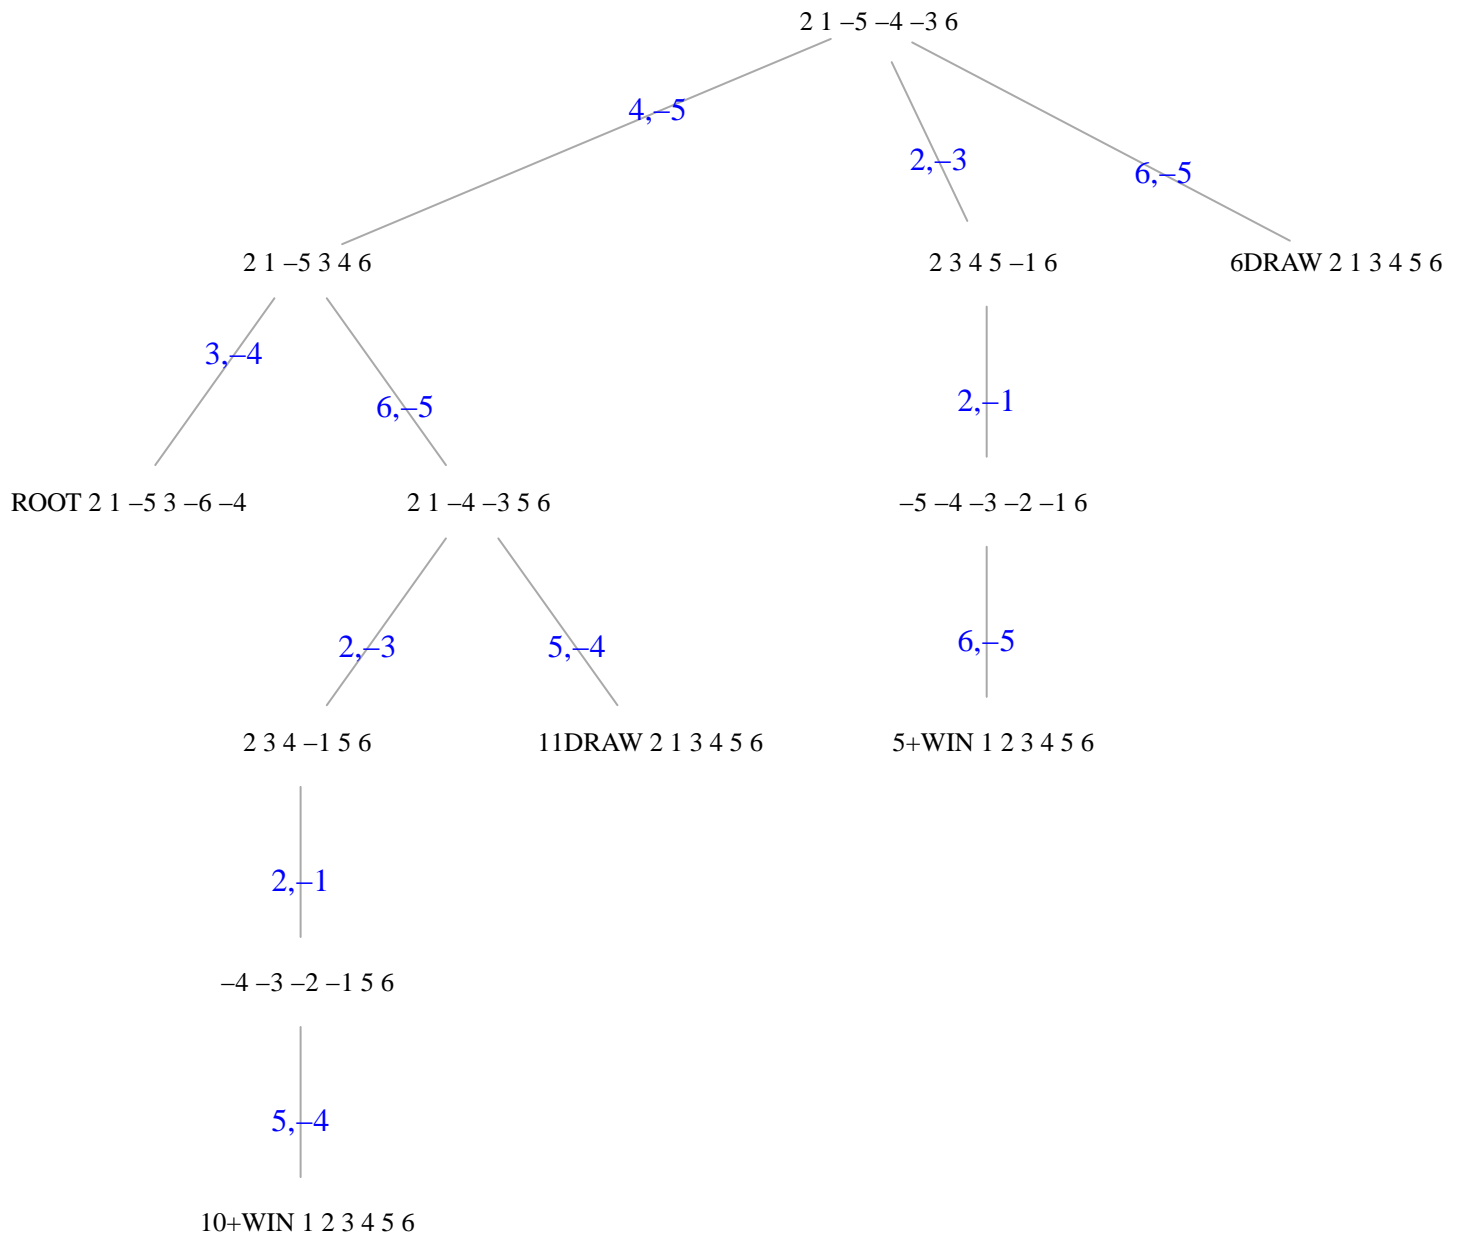 2 1 –5 –4 –3 6
4,–5
2,–3
6,–5
2 1 –5 3 4 6
2 3 4 5 –1 6
6DRAW 2 1 3 4 5 6
3,–4
6,–5
2,–1
ROOT 2 1 –5 3 –6 –4
2 1 –4 –3 5 6
–5 –4 –3 –2 –1 6
2,–3
5,–4
6,–5
2 3 4 –1 5 6
11DRAW 2 1 3 4 5 6
5+WIN 1 2 3 4 5 6
2,–1
–4 –3 –2 –1 5 6
5,–4
10+WIN 1 2 3 4 5 6